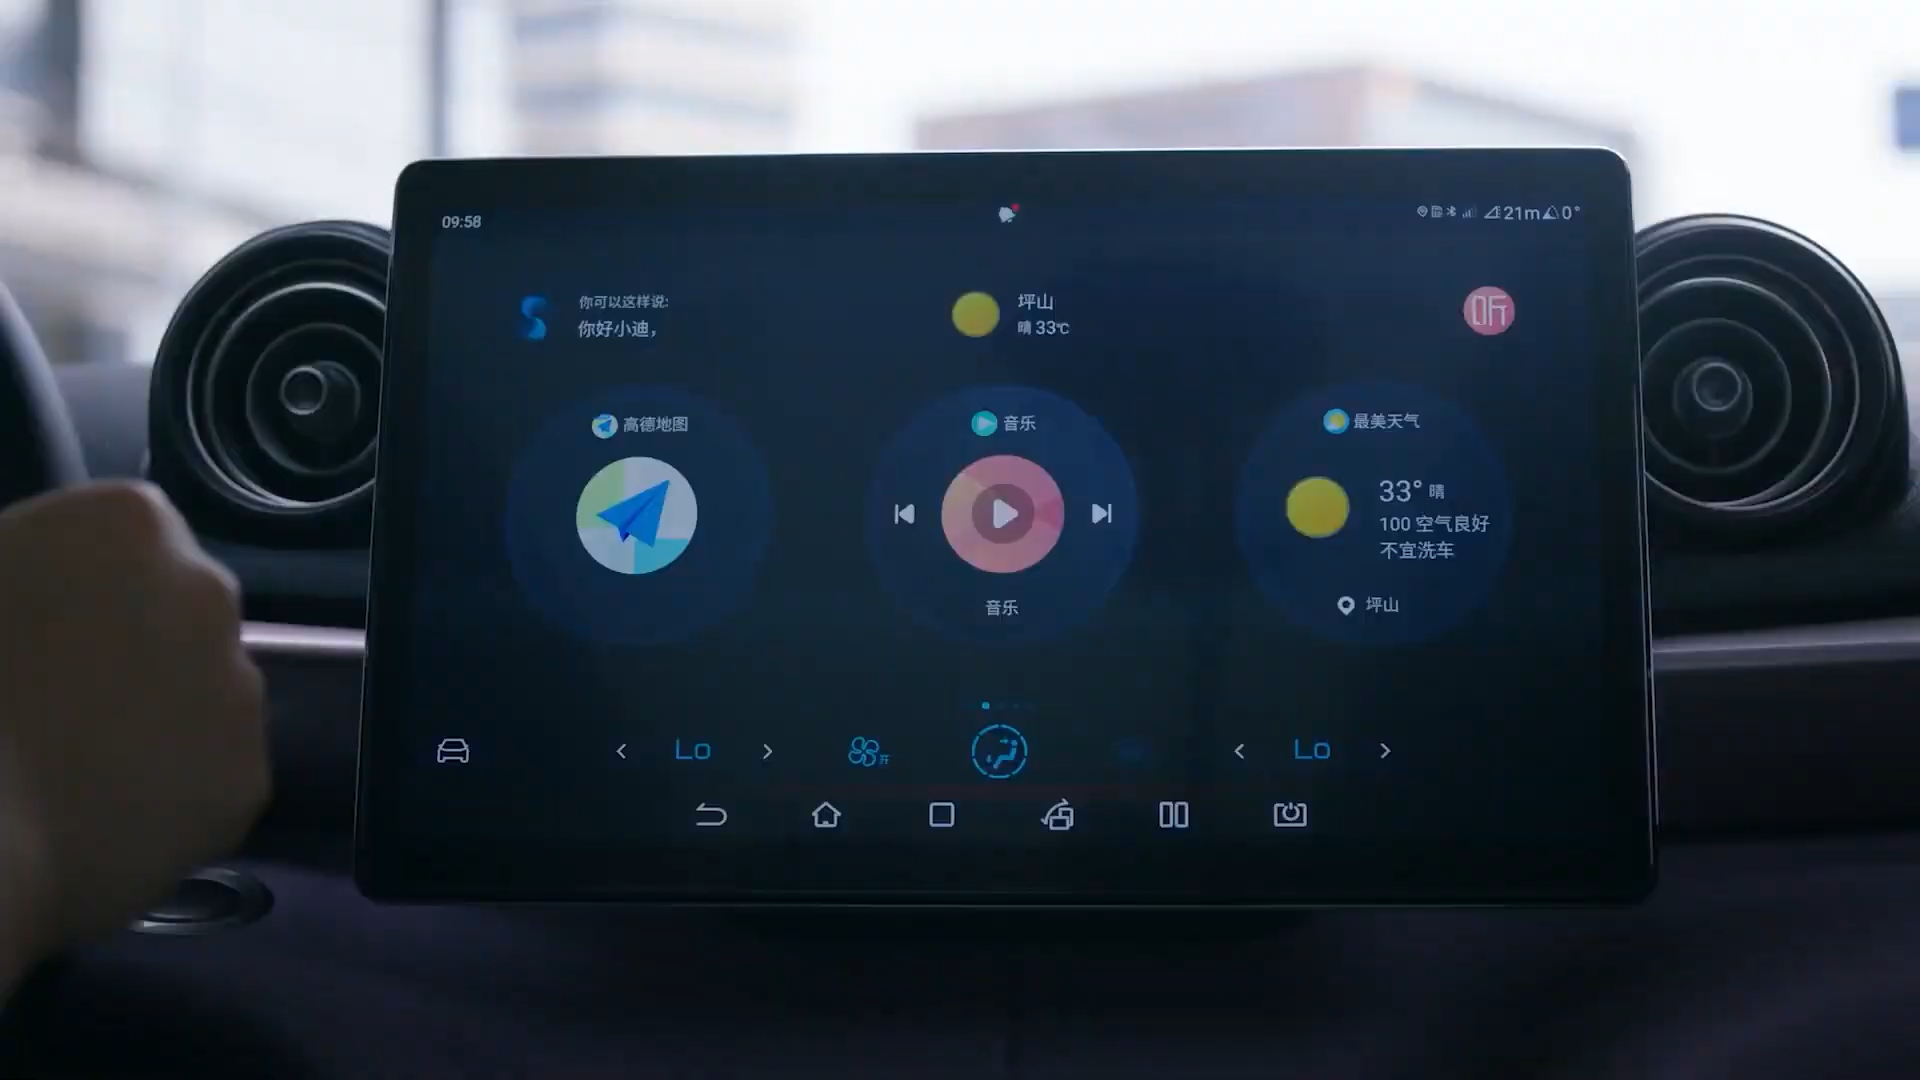 09:58
21m
0°
你可以这样说:
你好小迪，
坪山
晴 33℃
听
高德地图
音乐
最美天气
33° 晴
100 空气良好
不宜洗车
音乐
坪山
Lo
开
Lo